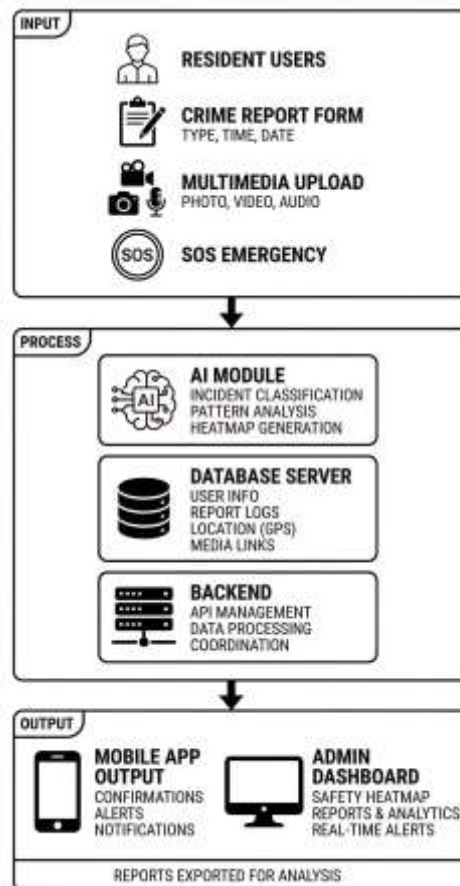 INPUT
RESIDENT USERS
CRIME REPORT FORM
TYPE, TIME, DATE
MULTIMEDIA UPLOAD
PHOTO, VIDEO, AUDIO
SOS
SOS EMERGENCY
PROCESS
AI
AI MODULE
INCIDENT CLASSIFICATION
PATTERN ANALYSIS
HEATMAP GENERATION
DATABASE SERVER
USER INFO
REPORT LOGS
LOCATION (GPS)
MEDIA LINKS
BACKEND
API MANAGEMENT
DATA PROCESSING
COORDINATION
OUTPUT
MOBILE APP
OUTPUT
CONFIRMATIONS
ALERTS
NOTIFICATIONS
ADMIN
DASHBOARD
SAFETY HEATMAP
REPORTS & ANALYTICS
REAL-TIME ALERTS
REPORTS EXPORTED FOR ANALYSIS